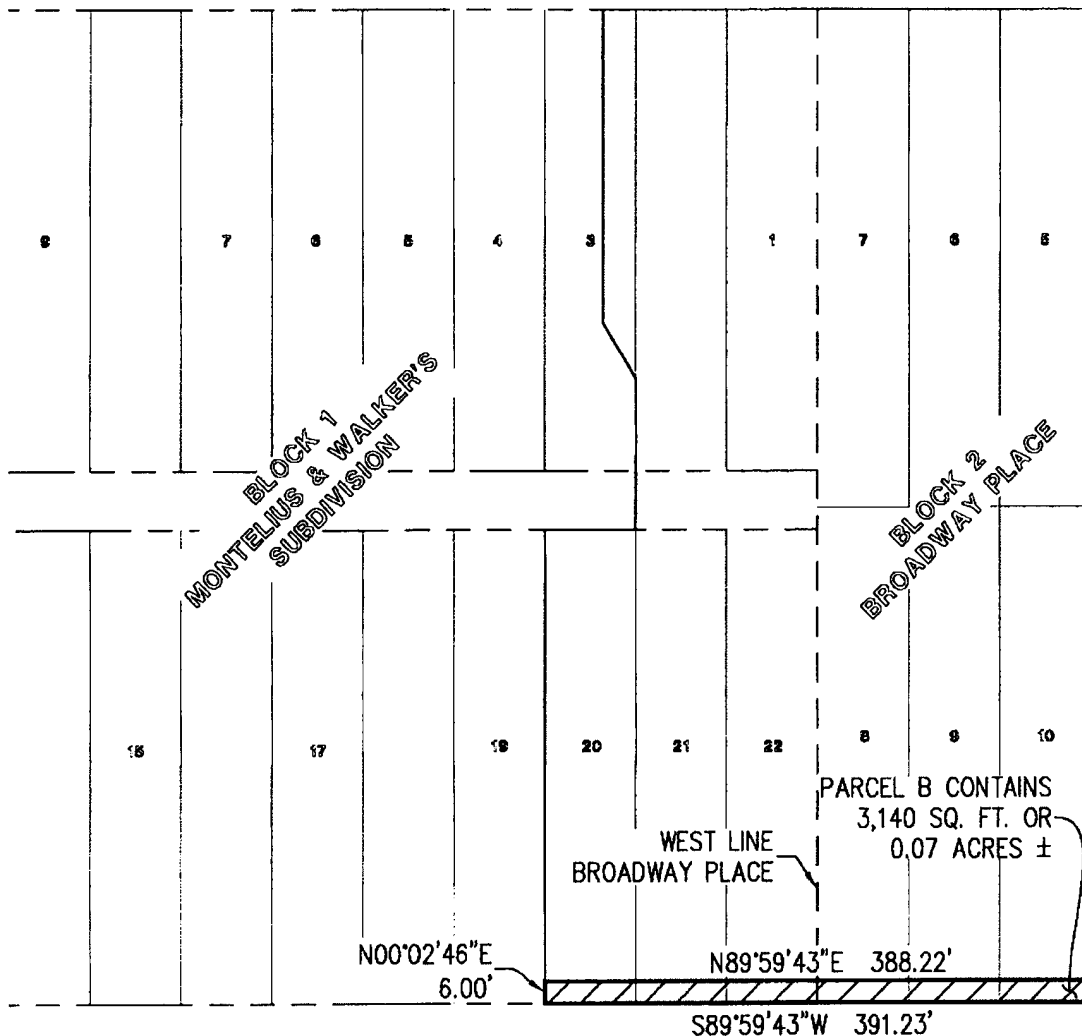 9
7
6
5
4
3
1
7
6
5
BLOCK 1
MONTELIUS & WALKER'S
SUBDIVISION
BLOCK 2
BROADWAY PLACE
15
17
19
20
21
22
8
9
10
PARCEL B CONTAINS
3,140 SQ. FT. OR
0.07 ACRES ±
WEST LINE
BROADWAY PLACE
N00°02'46"E
6.00'
N89°59'43"E 388.22'
S89°59'43"W 391.23'